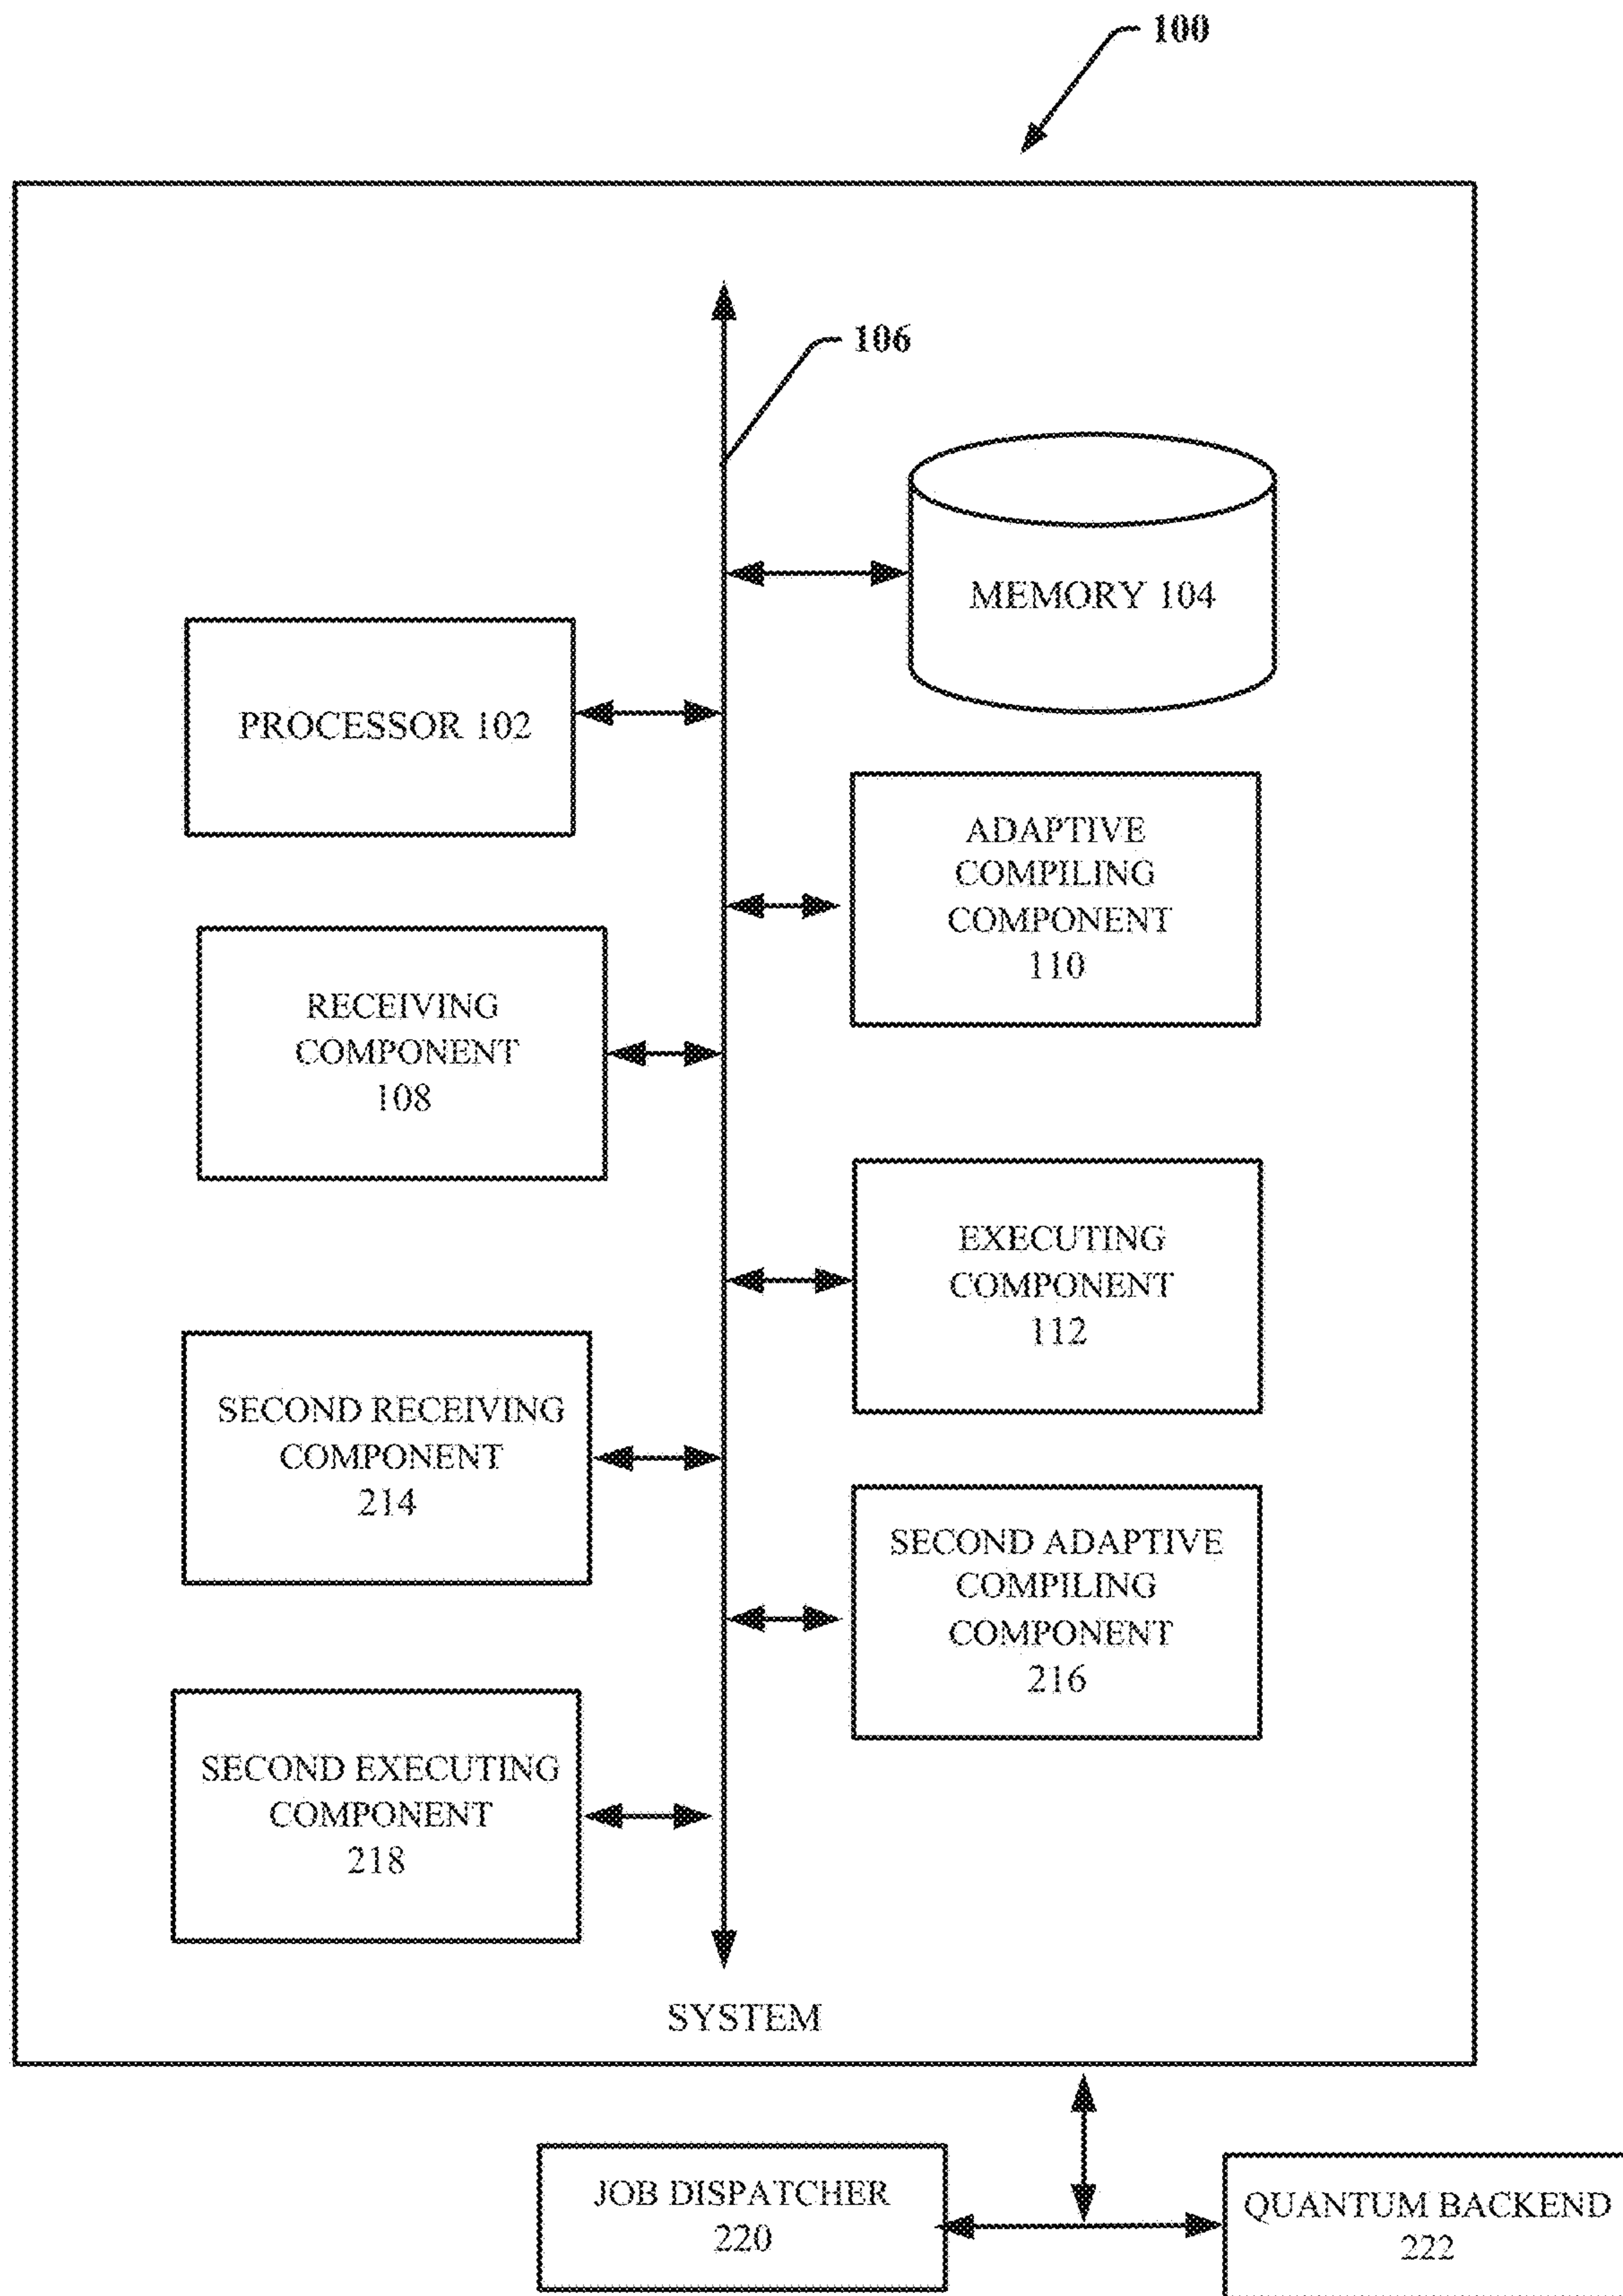 100
106
MEMORY 104
PROCESSOR 102
ADAPTIVE
COMPILING
COMPONENT
110
RECEIVING
COMPONENT
108
EXECUTING
COMPONENT
112
SECOND RECEIVING
COMPONENT
214
SECOND ADAPTIVE
COMPILING
COMPONENT
216
SECOND EXECUTING
COMPONENT
218
SYSTEM
JOB DISPATCHER
220
QUANTUM BACKEND
222